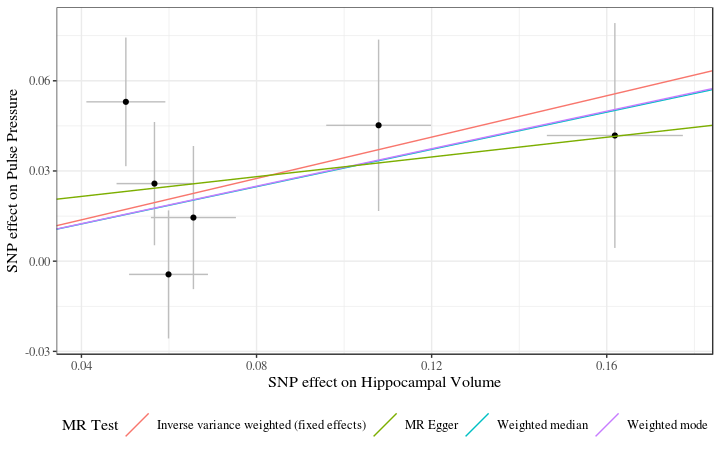 SNP effect on Pulse Pressure
0.06
0.03
0.00
-0.03
0.04
0.08
0.12
0.16
SNP effect on Hippocampal Volume
MR Test
Inverse variance weighted (fixed effects)
MR Egger
Weighted median
Weighted mode